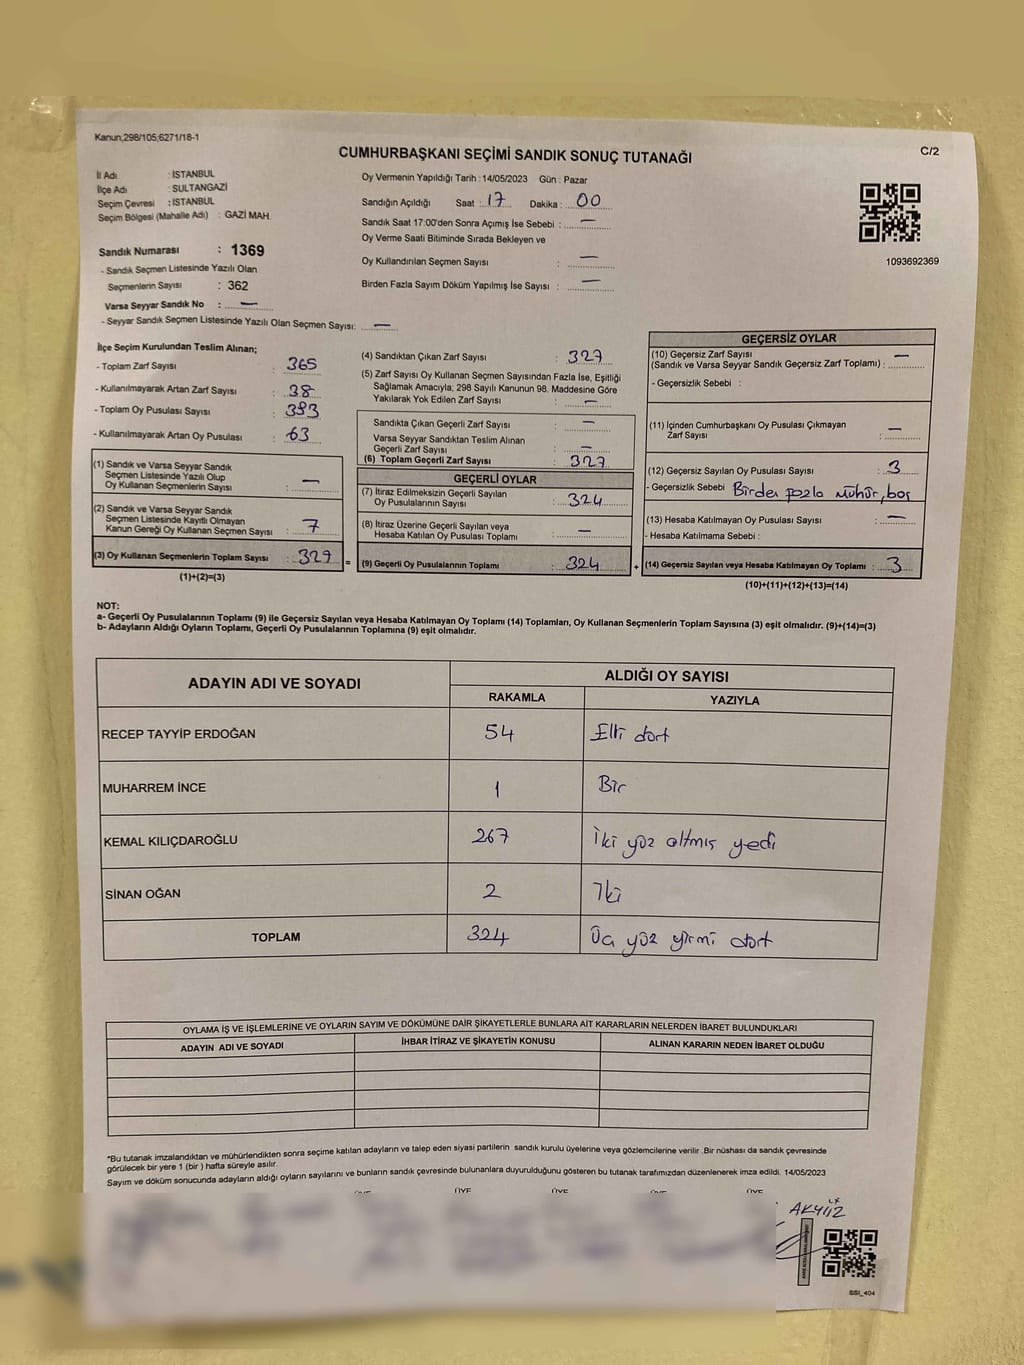 Kanun,298/105;6271/18-1
C/2
CUMHURBAŞKANI SEÇİMİ SANDIK SONUÇ TUTANAĞI
İl Adı : İSTANBUL
İlçe Adı : SULTANGAZİ
Seçim Çevresi : İSTANBUL
Seçim Bölgesi (Mahalle Adı) : GAZİ MAH.
Sandık Numarası : 1369
- Sandık Seçmen Listesinde Yazılı Olan
Seçmenlerin Sayısı : 362
Varsa Seyyar Sandık No : —
- Seyyar Sandık Seçmen Listesinde Yazılı Olan Seçmen Sayısı: —
Oy Vermenin Yapıldığı Tarih : 14/05/2023 Gün : Pazar
Sandığın Açıldığı Saat : 17 Dakika : 00
Sandık Saat 17:00'den Sonra Açımış İse Sebebi : —
Oy Verme Saati Bitiminde Sırada Bekleyen ve
Oy Kullandırılan Seçmen Sayısı : —
Birden Fazla Sayım Döküm Yapılmış İse Sayısı : —
1093692369
İlçe Seçim Kurulundan Teslim Alınan;
- Toplam Zarf Sayısı : 365
- Kullanılmayarak Artan Zarf Sayısı : 38
- Toplam Oy Pusulası Sayısı : 393
- Kullanılmayarak Artan Oy Pusulası : 63
(1) Sandık ve Varsa Seyyar Sandık
Seçmen Listesinde Yazılı Olup
Oy Kullanan Seçmenlerin Sayısı : —
(2) Sandık ve Varsa Seyyar Sandık
Seçmen Listesinde Kayıtlı Olmayan
Kanun Gereği Oy Kullanan Seçmen Sayısı : 7
(3) Oy Kullanan Seçmenlerin Toplam Sayısı : 327 =
(1)+(2)=(3)
(4) Sandıktan Çıkan Zarf Sayısı : 327
(5) Zarf Sayısı Oy Kullanan Seçmen Sayısından Fazla İse, Eşitliği
Sağlamak Amacıyla; 298 Sayılı Kanunun 98. Maddesine Göre
Yakılarak Yok Edilen Zarf Sayısı : —
Sandıkta Çıkan Geçerli Zarf Sayısı : —
Varsa Seyyar Sandıktan Teslim Alınan
Geçerli Zarf Sayısı : —
(6) Toplam Geçerli Zarf Sayısı : 327
GEÇERLİ OYLAR
(7) İtiraz Edilmeksizin Geçerli Sayılan
Oy Pusulalarının Sayısı : 324
(8) İtiraz Üzerine Geçerli Sayılan veya
Hesaba Katılan Oy Pusulası Toplamı : —
(9) Geçerli Oy Pusulalarının Toplamı : 324 +
GEÇERSİZ OYLAR
(10) Geçersiz Zarf Sayısı
(Sandık ve Varsa Seyyar Sandık Geçersiz Zarf Toplamı) : —
- Geçersizlik Sebebi :
(11) İçinden Cumhurbaşkanı Oy Pusulası Çıkmayan
Zarf Sayısı : —
(12) Geçersiz Sayılan Oy Pusulası Sayısı : 3
- Geçersizlik Sebebi Birden fazla mühür, boş
(13) Hesaba Katılmayan Oy Pusulası Sayısı : —
- Hesaba Katılmama Sebebi :
(14) Geçersiz Sayılan veya Hesaba Katılmayan Oy Toplamı : 3
(10)+(11)+(12)+(13)=(14)
NOT:
a- Geçerli Oy Pusulalarının Toplamı (9) ile Geçersiz Sayılan veya Hesaba Katılmayan Oy Toplamı (14) Toplamları, Oy Kullanan Seçmenlerin Toplam Sayısına (3) eşit olmalıdır. (9)+(14)=(3)
b- Adayların Aldığı Oyların Toplamı, Geçerli Oy Pusulalarının Toplamına (9) eşit olmalıdır.
ADAYIN ADI VE SOYADI
ALDIĞI OY SAYISI
RAKAMLA YAZIYLA
RECEP TAYYİP ERDOĞAN 54 Elli dört
MUHARREM İNCE 1 Bir
KEMAL KILIÇDAROĞLU 267 İki yüz altmış yedi
SİNAN OĞAN 2 İki
TOPLAM 324 Üç yüz yirmi dört
OYLAMA İŞ VE İŞLEMLERİNE VE OYLARIN SAYIM VE DÖKÜMÜNE DAİR ŞİKAYETLERLE BUNLARA AİT KARARLARIN NELERDEN İBARET BULUNDUKLARI
ADAYIN ADI VE SOYADI İHBAR İTİRAZ VE ŞİKAYETİN KONUSU ALINAN KARARIN NEDEN İBARET OLDUĞU
*Bu tutanak imzalandıktan ve mühürlendikten sonra seçime katılan adayların ve talep eden siyasi partilerin sandık kurulu üyelerine veya gözlemcilerine verilir .Bir nüshası da sandık çevresinde
görülecek bir yere 1 (bir ) hafta süreyle asılır.
Sayım ve döküm sonucunda adayların aldığı oyların sayılarını ve bunların sandık çevresinde bulunanlara duyurulduğunu gösteren bu tutanak tarafımızdan düzenlenerek imza edildi. 14/05/2023
ÜYE ÜYE ÜYE ÜYE ÜYE
SSI_404